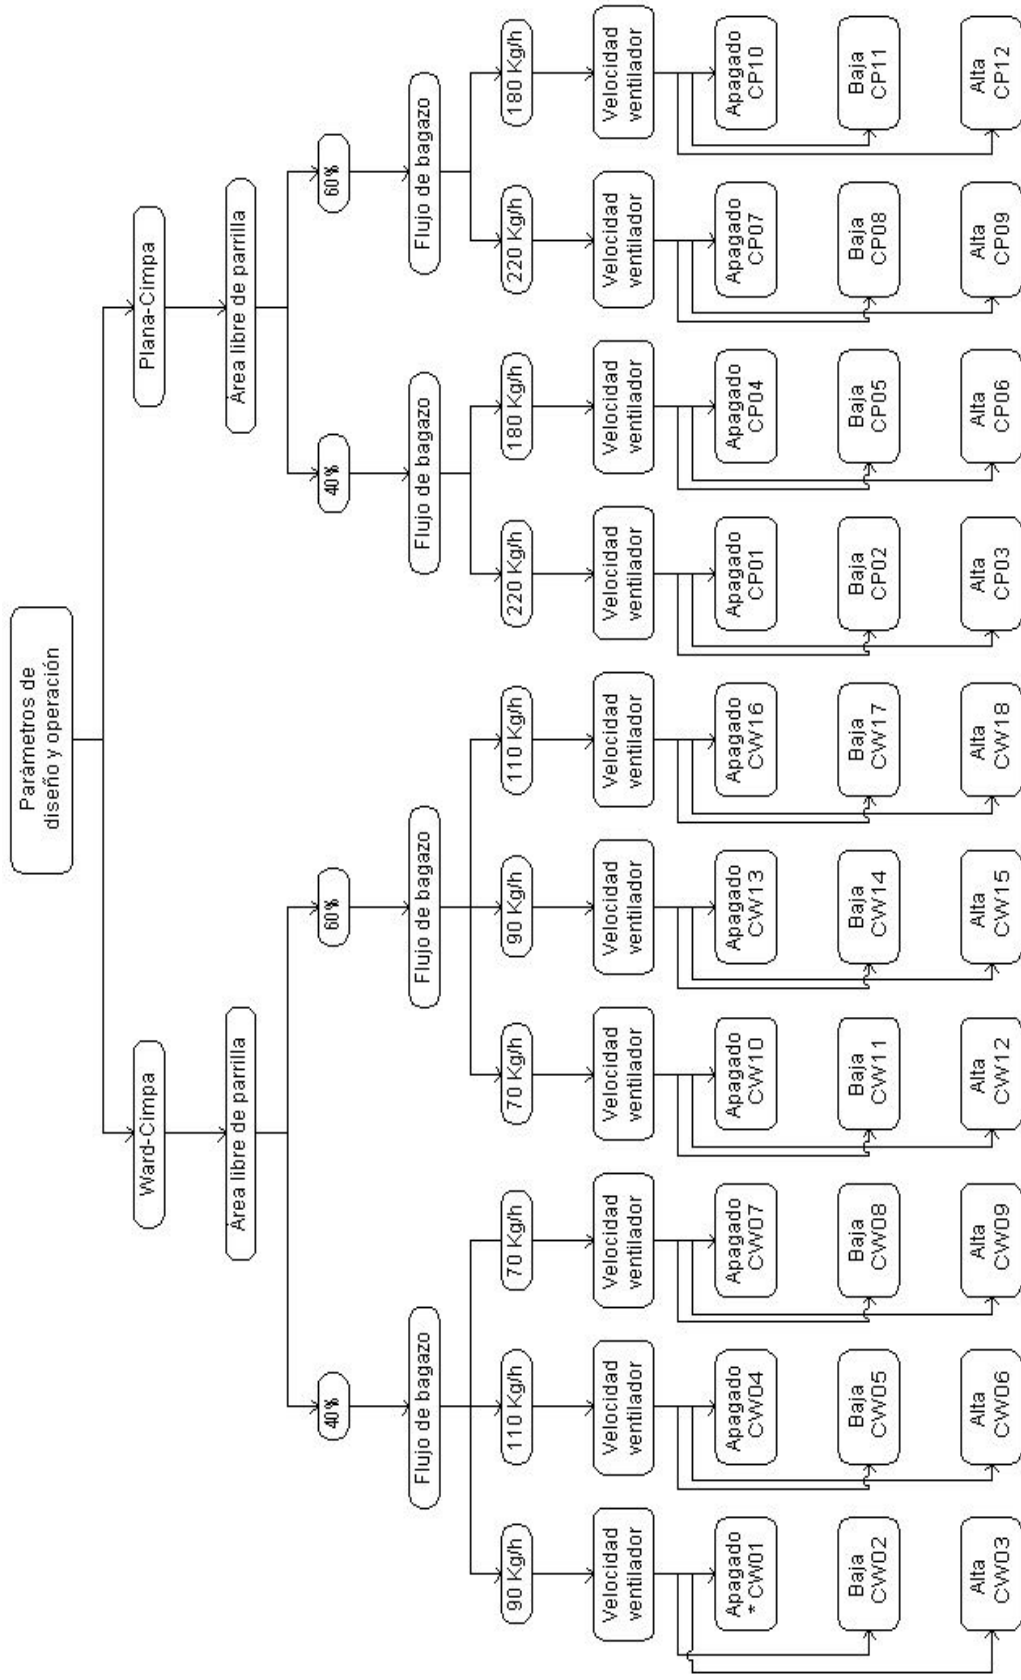 Parámetros de
diseño y operación
Ward-Cimpa
Plana-Cimpa
Área libre de parrilla
Área libre de parrilla
40%
60%
40%
60%
Flujo de bagazo
Flujo de bagazo
Flujo de bagazo
Flujo de bagazo
90 Kg/h
110 Kg/h
70 Kg/h
70 Kg/h
90 Kg/h
110 Kg/h
220 Kg/h
180 Kg/h
220 Kg/h
180 Kg/h
Velocidad
ventilador
Velocidad
ventilador
Velocidad
ventilador
Velocidad
ventilador
Velocidad
ventilador
Velocidad
ventilador
Velocidad
ventilador
Velocidad
ventilador
Velocidad
ventilador
Velocidad
ventilador
Apagado
* CW01
Apagado
CW04
Apagado
CW07
Apagado
CW10
Apagado
CW13
Apagado
CW16
Apagado
CP01
Apagado
CP04
Apagado
CP07
Apagado
CP10
Baja
CW02
Baja
CW05
Baja
CW08
Baja
CW11
Baja
CW14
Baja
CW17
Baja
CP02
Baja
CP05
Baja
CP08
Baja
CP11
Alta
CW03
Alta
CW06
Alta
CW09
Alta
CW12
Alta
CW15
Alta
CW18
Alta
CP03
Alta
CP06
Alta
CP09
Alta
CP12